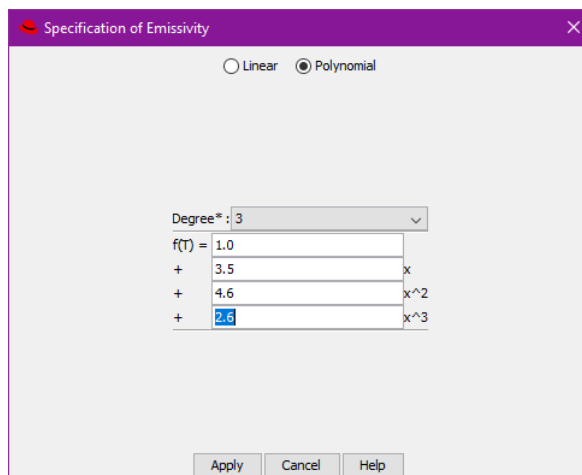 Specification of Emissivity
Linear Polynomial
Degree* : 3
f(T) = 1.0
+ 3.5 x
+ 4.6 x^2
+ 2.6 x^3
Apply Cancel Help